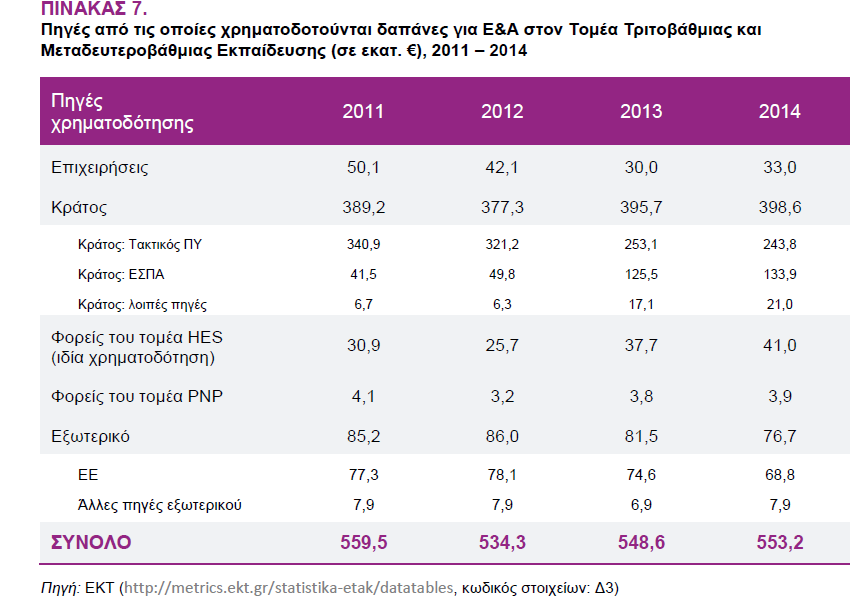 ΠΙΝΑΚΑΣ 7.
Πηγές από τις οποίες χρηματοδοτούνται δαπάνες για Ε&Α στον Τομέα Τριτοβάθμιας και
Μεταδευτεροβάθμιας Εκπαίδευσης (σε εκατ. €), 2011 – 2014
Πηγές
χρηματοδότησης 2011 2012 2013 2014
Επιχειρήσεις 50,1 42,1 30,0 33,0
Κράτος 389,2 377,3 395,7 398,6
Κράτος: Τακτικός ΠΥ 340,9 321,2 253,1 243,8
Κράτος: ΕΣΠΑ 41,5 49,8 125,5 133,9
Κράτος: λοιπές πηγές 6,7 6,3 17,1 21,0
Φορείς του τομέα HES
(ιδία χρηματοδότηση) 30,9 25,7 37,7 41,0
Φορείς του τομέα PNP 4,1 3,2 3,8 3,9
Εξωτερικό 85,2 86,0 81,5 76,7
ΕΕ 77,3 78,1 74,6 68,8
Άλλες πηγές εξωτερικού 7,9 7,9 6,9 7,9
ΣΥΝΟΛΟ 559,5 534,3 548,6 553,2
Πηγή: ΕΚΤ (http://metrics.ekt.gr/statistika-etak/datatables, κωδικός στοιχείων: Δ3)